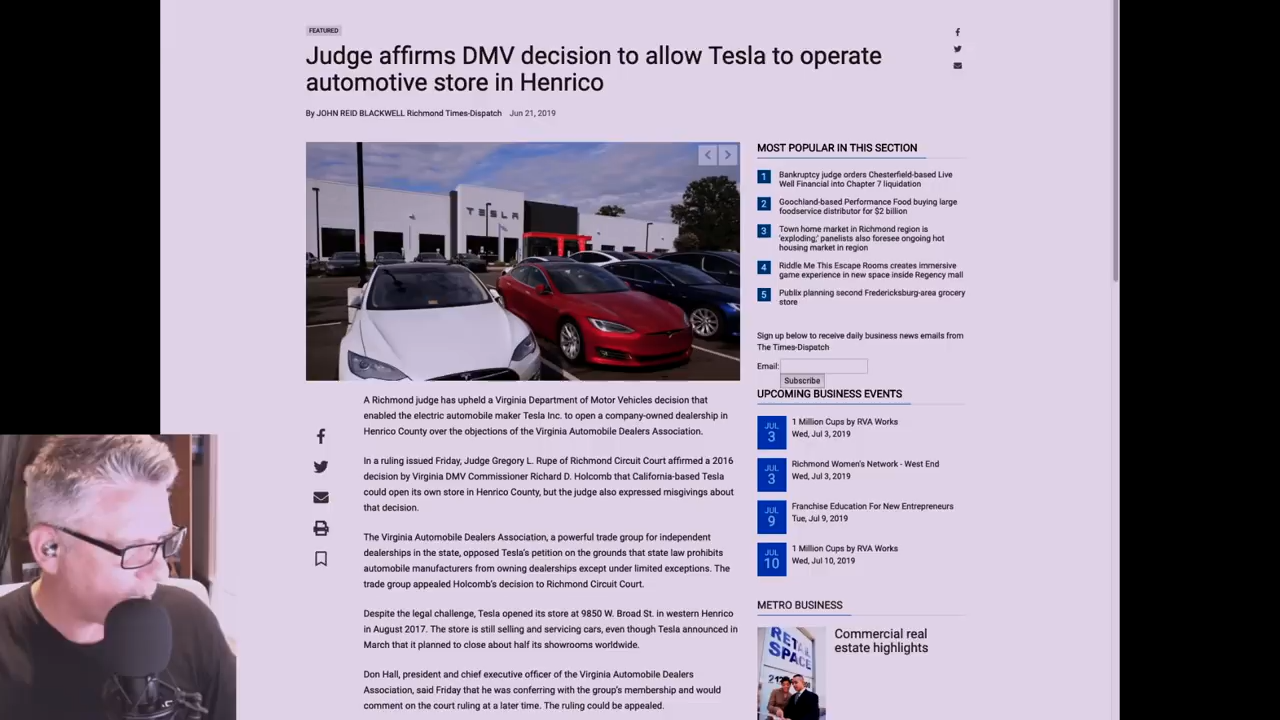 FEATURED
Judge affirms DMV decision to allow Tesla to operate
automotive store in Henrico
By JOHN REID BLACKWELL Richmond Times-Dispatch Jun 21, 2019
TESLA
A Richmond judge has upheld a Virginia Department of Motor Vehicles decision that
enabled the electric automobile maker Tesla Inc. to open a company-owned dealership in
Henrico County over the objections of the Virginia Automobile Dealers Association.
In a ruling issued Friday, Judge Gregory L. Rupe of Richmond Circuit Court affirmed a 2016
decision by Virginia DMV Commissioner Richard D. Holcomb that California-based Tesla
could open its own store in Henrico County, but the judge also expressed misgivings about
that decision.
The Virginia Automobile Dealers Association, a powerful trade group for independent
dealerships in the state, opposed Tesla's petition on the grounds that state law prohibits
automobile manufacturers from owning dealerships except under limited exceptions. The
trade group appealed Holcomb's decision to Richmond Circuit Court.
Despite the legal challenge, Tesla opened its store at 9850 W. Broad St. in western Henrico
in August 2017. The store is still selling and servicing cars, even though Tesla announced in
March that it planned to close about half its showrooms worldwide.
Don Hall, president and chief executive officer of the Virginia Automobile Dealers
Association, said Friday that he was conferring with the group's membership and would
comment on the court ruling at a later time. The ruling could be appealed.
MOST POPULAR IN THIS SECTION
1 Bankruptcy judge orders Chesterfield-based Live
Well Financial into Chapter 7 liquidation
2 Goochland-based Performance Food buying large
foodservice distributor for $2 billion
3 Town home market in Richmond region is
'exploding;' panelists also foresee ongoing hot
housing market in region
4 Riddle Me This Escape Rooms creates immersive
game experience in new space inside Regency mall
5 Publix planning second Fredericksburg-area grocery
store
Sign up below to receive daily business news emails from
The Times-Dispatch
Email:
Subscribe
UPCOMING BUSINESS EVENTS
JUL
3
1 Million Cups by RVA Works
Wed, Jul 3, 2019
JUL
3
Richmond Women's Network - West End
Wed, Jul 3, 2019
JUL
9
Franchise Education For New Entrepreneurs
Tue, Jul 9, 2019
JUL
10
1 Million Cups by RVA Works
Wed, Jul 10, 2019
METRO BUSINESS
RETAIL
SPACE
Commercial real
estate highlights